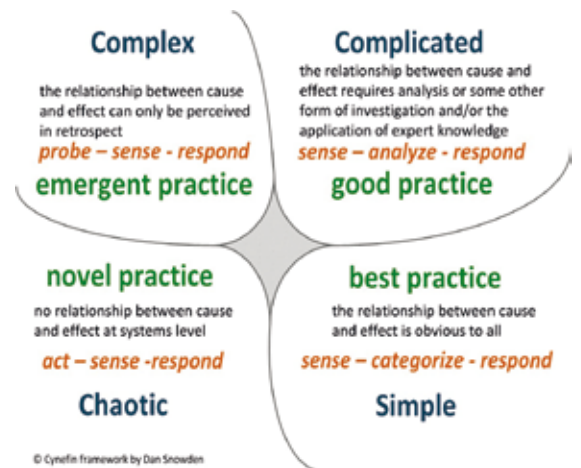 Complex
the relationship between cause
and effect can only be perceived
in retrospect
probe – sense - respond
emergent practice
Complicated
the relationship between cause and
effect requires analysis or some other
form of investigation and/or the
application of expert knowledge
sense – analyze - respond
good practice
novel practice
no relationship between cause
and effect at systems level
act – sense -respond
Chaotic
best practice
the relationship between cause
and effect is obvious to all
sense – categorize - respond
Simple
© Cynefin framework by Dan Snowden